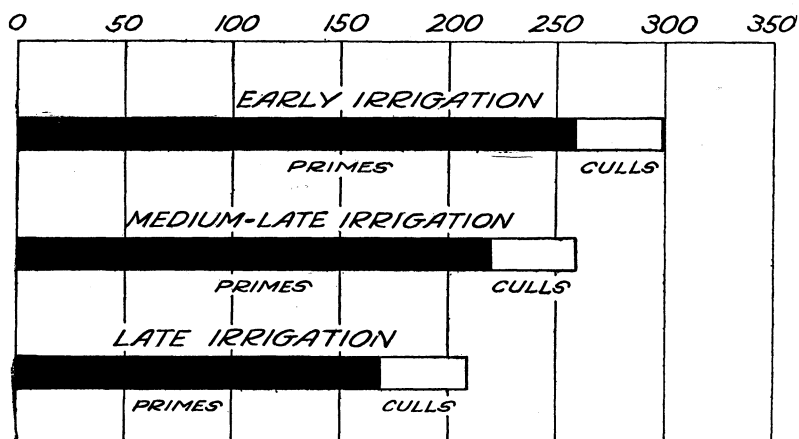 0 50 100 150 200 250 300 350
EARLY IRRIGATION
PRIMES CULLS
MEDIUM-LATE IRRIGATION
PRIMES CULLS
LATE IRRIGATION
PRIMES CULLS